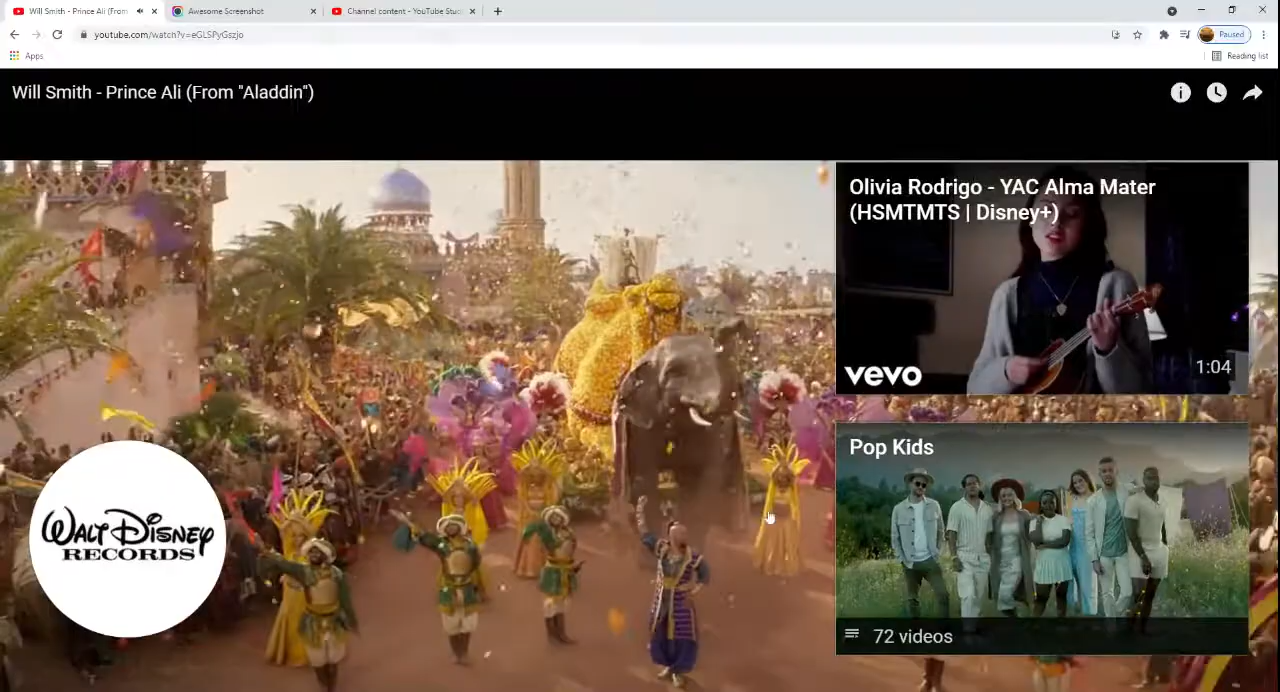 Will Smith - Prince Ali (From
Awesome Screenshot
Channel content - YouTube Stud
youtube.com/watch?v=eGLSPyGszjo
Paused
Apps
Reading list
Will Smith - Prince Ali (From "Aladdin")
Olivia Rodrigo - YAC Alma Mater
(HSMTMTS | Disney+)
vevo
1:04
WALT DISNEY
RECORDS
Pop Kids
72 videos